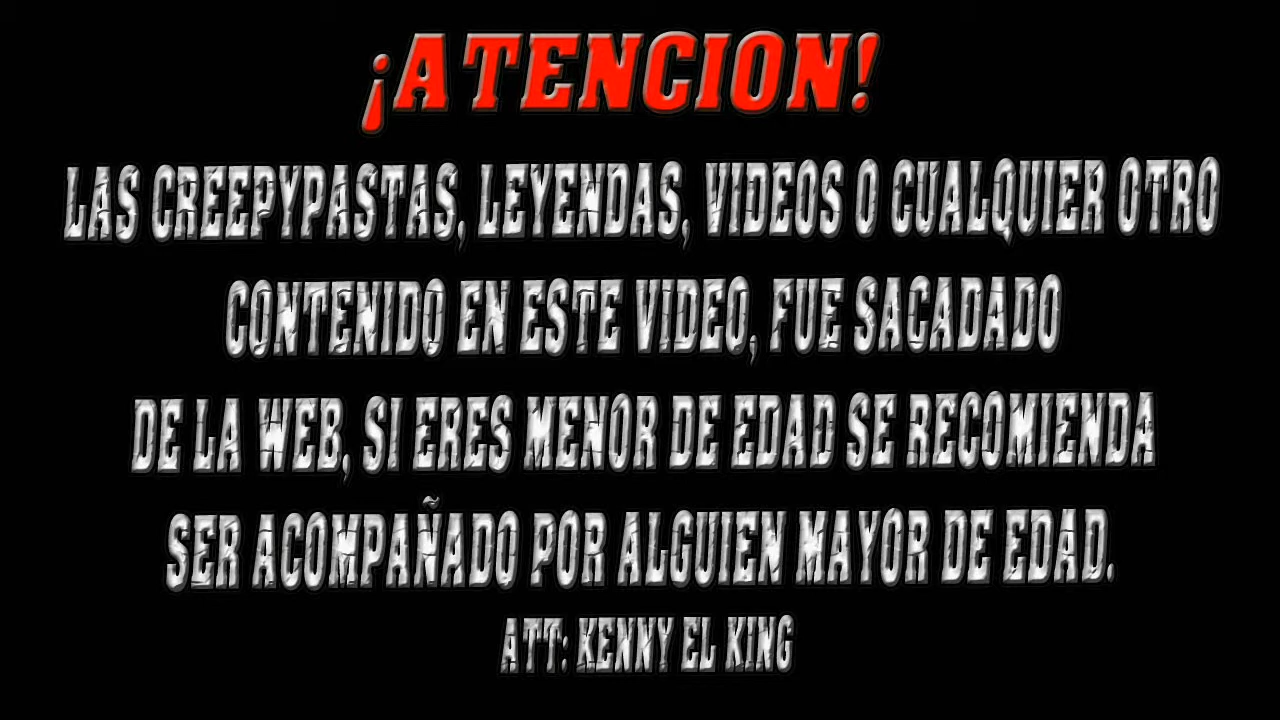 ¡ATENCION!
LAS CREEPYPASTAS, LEYENDAS, VIDEOS O CUALQUIER OTRO
CONTENIDO EN ESTE VIDEO, FUE SACADADO
DE LA WEB, SI ERES MENOR DE EDAD SE RECOMIENDA
SER ACOMPAÑADO POR ALGUIEN MAYOR DE EDAD.
ATT: KENNY EL KING